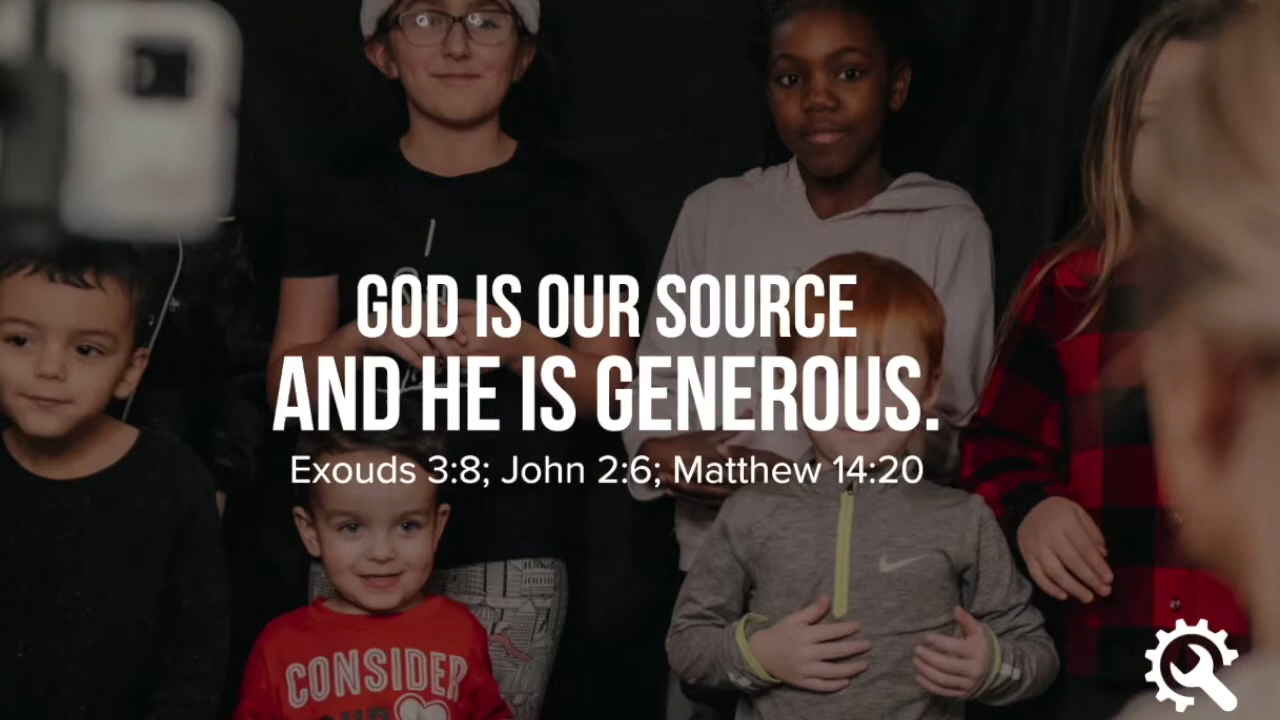 GOD IS OUR SOURCE
AND HE IS GENEROUS.
Exouds 3:8; John 2:6; Matthew 14:20
CONSIDER